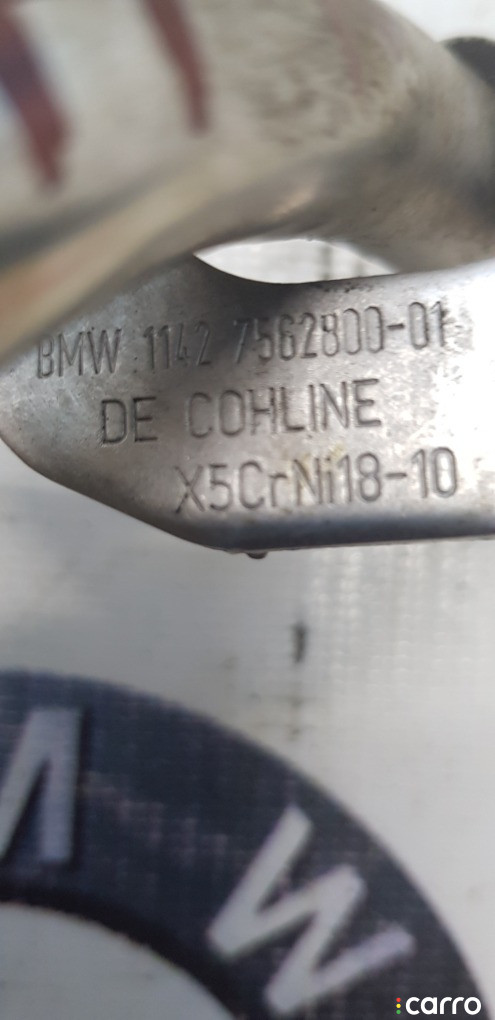 BMW 1142 7562800-01
DE COHLINE
X5CrNi18-10
M W
carro